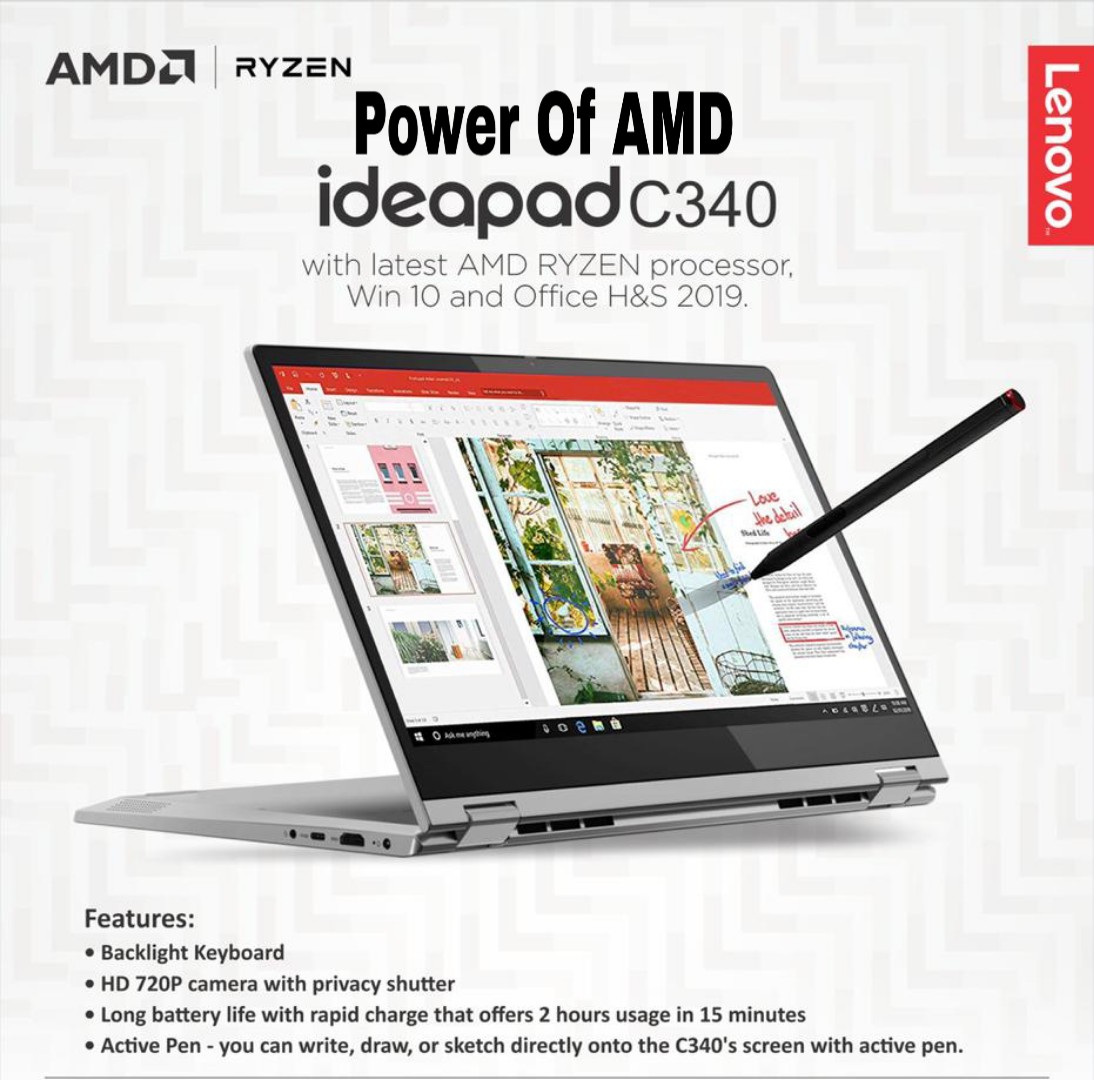 AMD RYZEN
Lenovo
Power Of AMD
ideapad C340
with latest AMD RYZEN processor,
Win 10 and Office H&S 2019.
Love
the detail
Shed Life
Ask me anything
Features:
• Backlight Keyboard
• HD 720P camera with privacy shutter
• Long battery life with rapid charge that offers 2 hours usage in 15 minutes
• Active Pen - you can write, draw, or sketch directly onto the C340's screen with active pen.